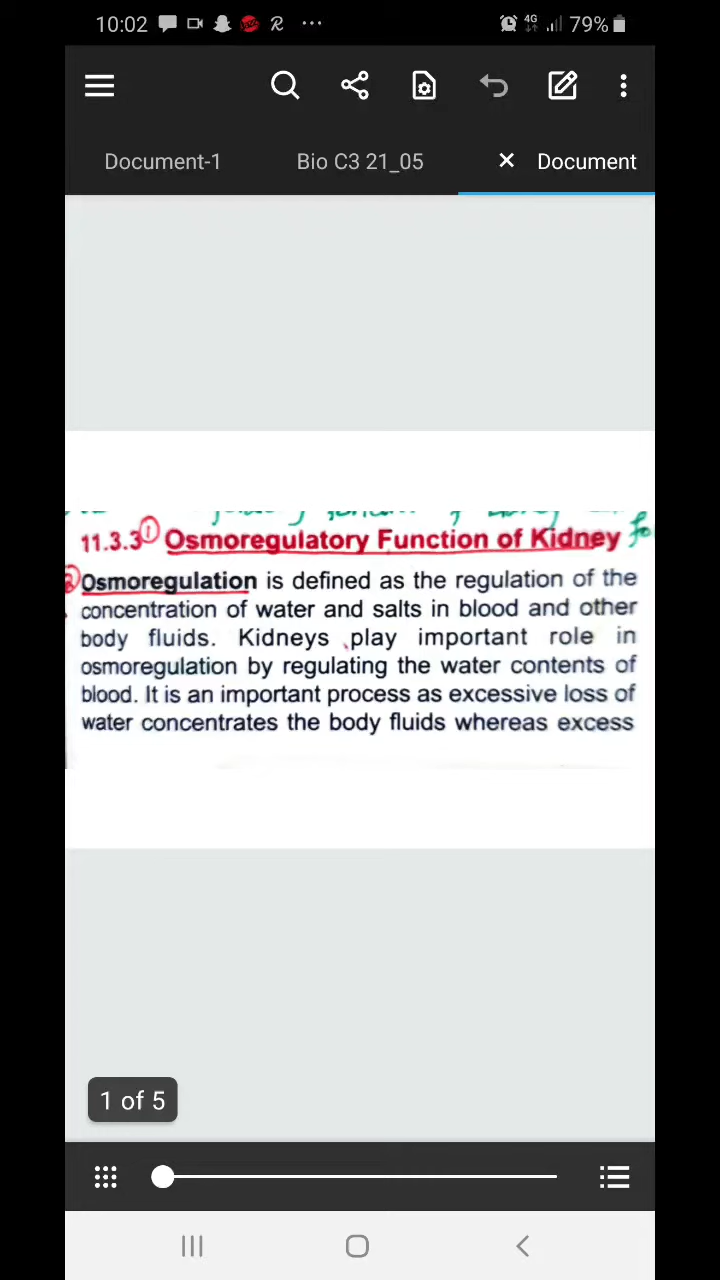 10:02
4G
79%
Document-1
Bio C3 21_05
Document
11.3.3 ① Osmoregulatory Function of Kidney
② Osmoregulation is defined as the regulation of the
concentration of water and salts in blood and other
body fluids. Kidneys play important role in
osmoregulation by regulating the water contents of
blood. It is an important process as excessive loss of
water concentrates the body fluids whereas excess
1 of 5